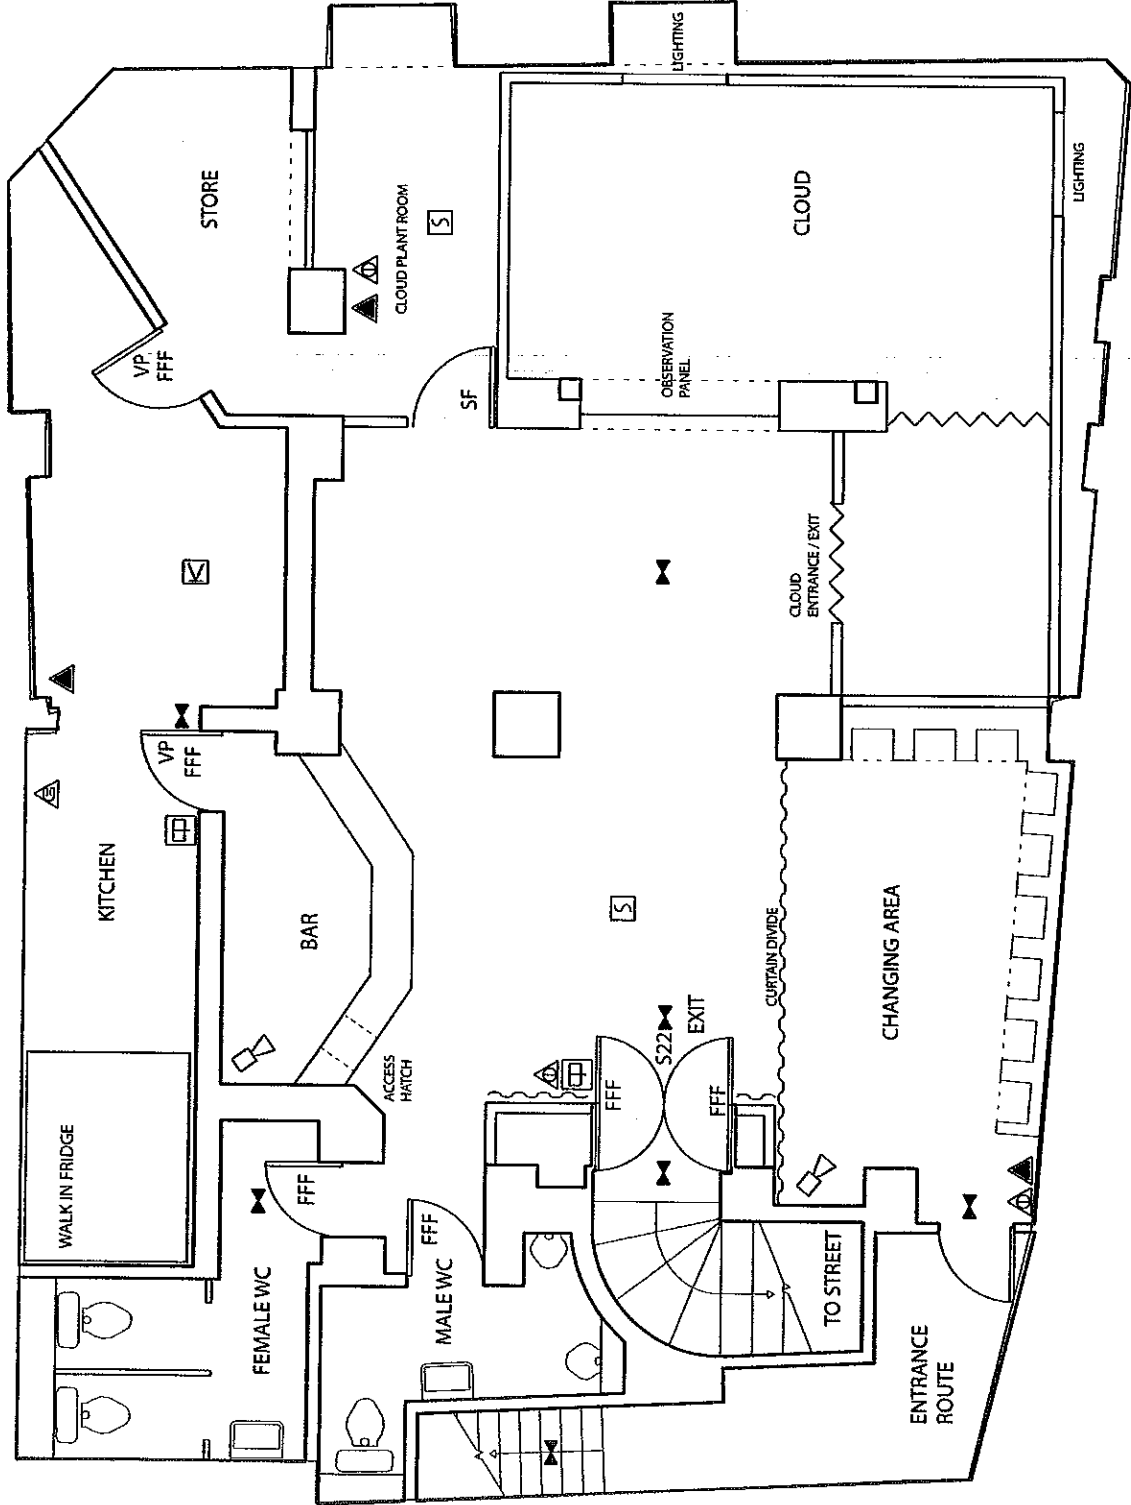 WALK IN FRIDGE
G
KITCHEN
VP
FFF
VP
FFF
STORE
FEMALE WC
FFF
BAR
ACCESS
HATCH
CLOUD PLANT ROOM
S
FFF
MALE WC
SF
FFF
S
S22
EXIT
FFF
OBSERVATION
PANEL
LIGHTING
CURTAIN DIVIDE
CLOUD
ENTRANCE / EXIT
CLOUD
TO STREET
CHANGING AREA
ENTRANCE
ROUTE
LIGHTING